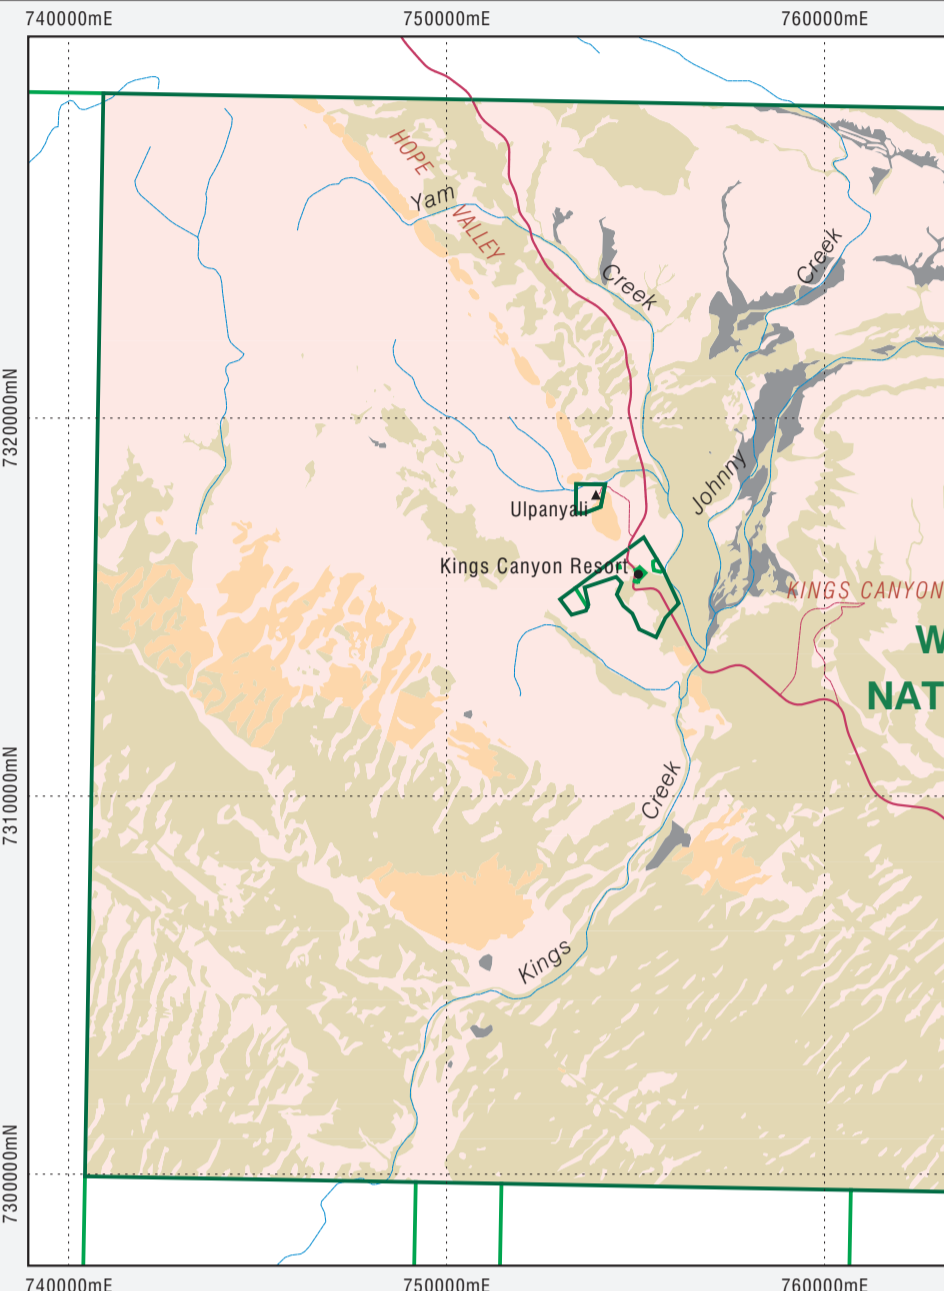 740000mE 750000mE 760000mE
HOPE
Yam
VALLEY
Creek
Creek
7320000mN
Johnny
Ulpanyali
Kings Canyon Resort
KINGS CANYON
W
NAT
Creek
7310000mN
Kings
7300000mN
740000mE 750000mE 760000mE